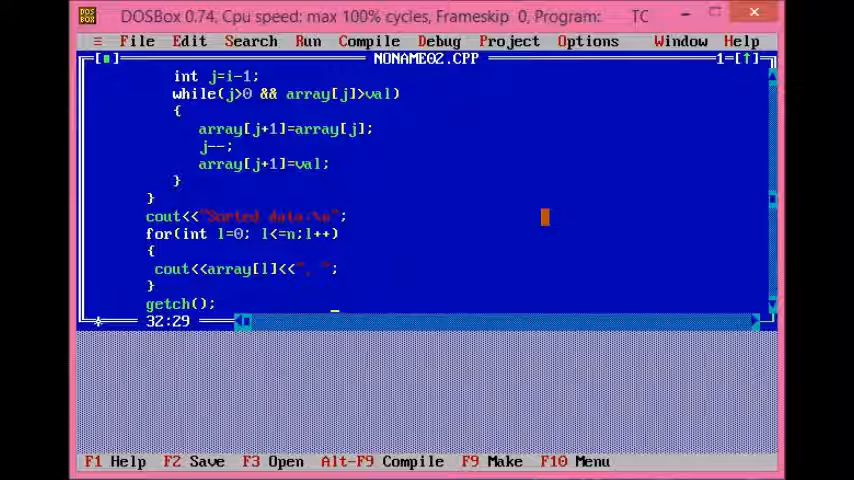 DOSBox 0.74, Cpu speed: max 100% cycles, Frameskip 0, Program: TC
≡ File Edit Search Run Compile Debug Project Options Window Help
[■] NONAME02.CPP 1=[↑]
int j=i-1;
while(j>0 && array[j]>val)
{
array[j+1]=array[j];
j--;
array[j+1]=val;
}
}
cout<<"Sorted data:\n";
for(int l=0; l<=n;l++)
{
cout<<array[l]<<", ";
}
getch();
32:29
F1 Help F2 Save F3 Open Alt-F9 Compile F9 Make F10 Menu